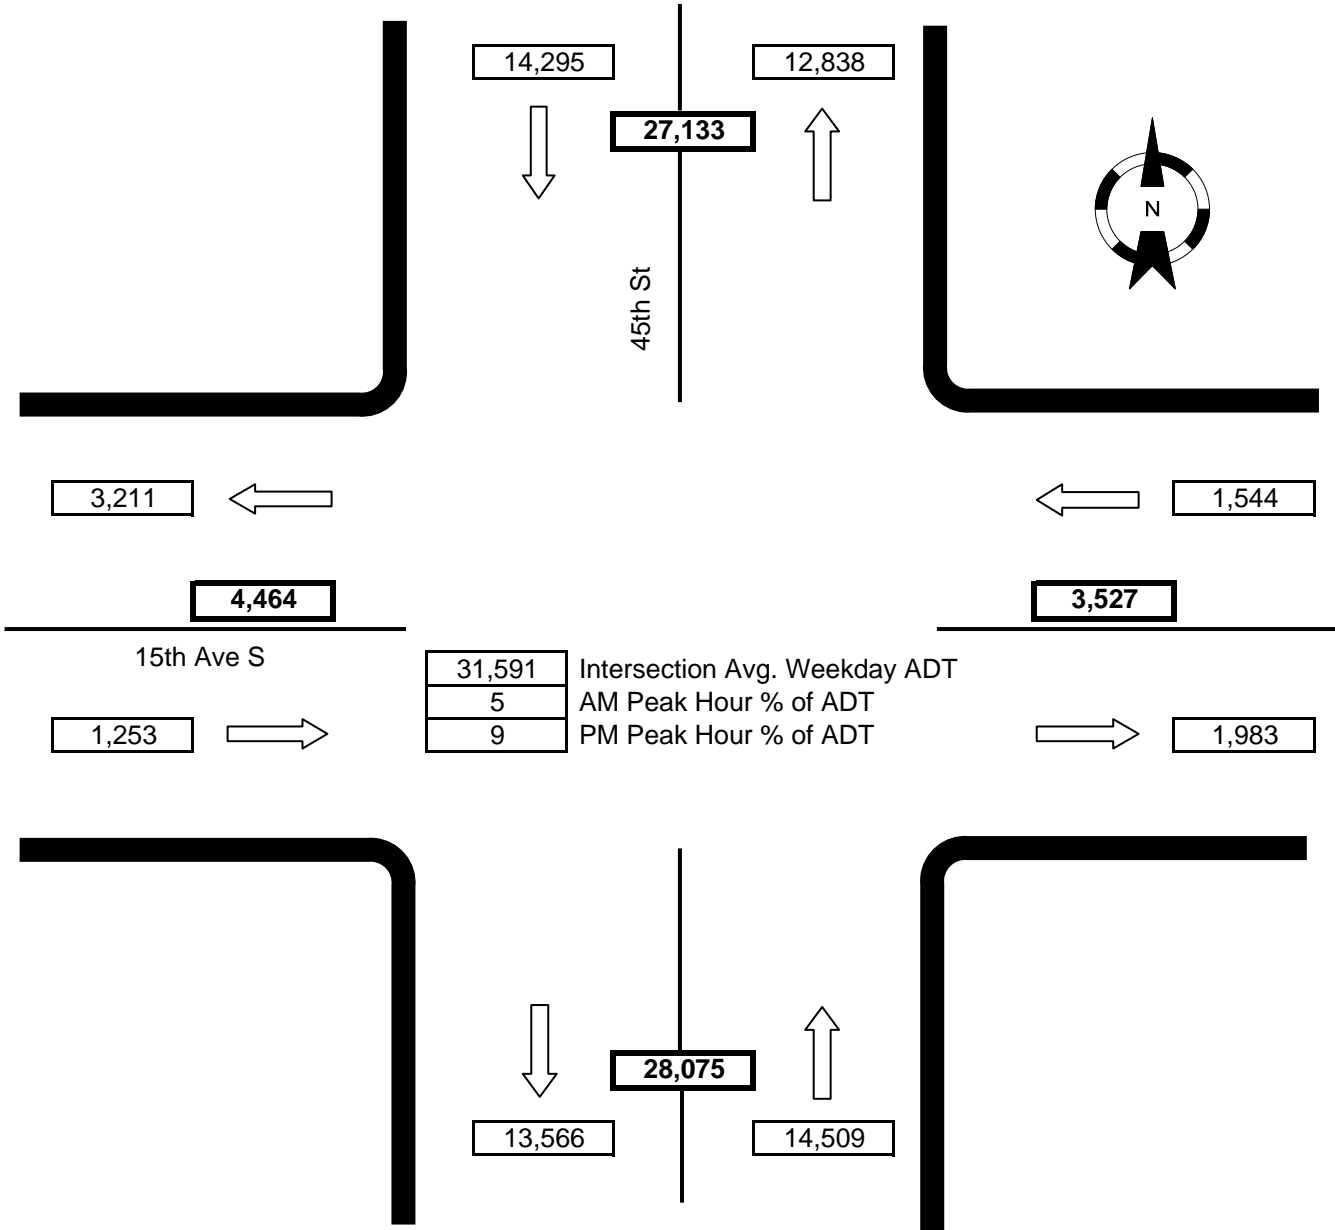 14,295
12,838
27,133
N
45th St
3,211
1,544
4,464
3,527
15th Ave S
31,591 Intersection Avg. Weekday ADT
5 AM Peak Hour % of ADT
9 PM Peak Hour % of ADT
1,253
1,983
28,075
13,566
14,509